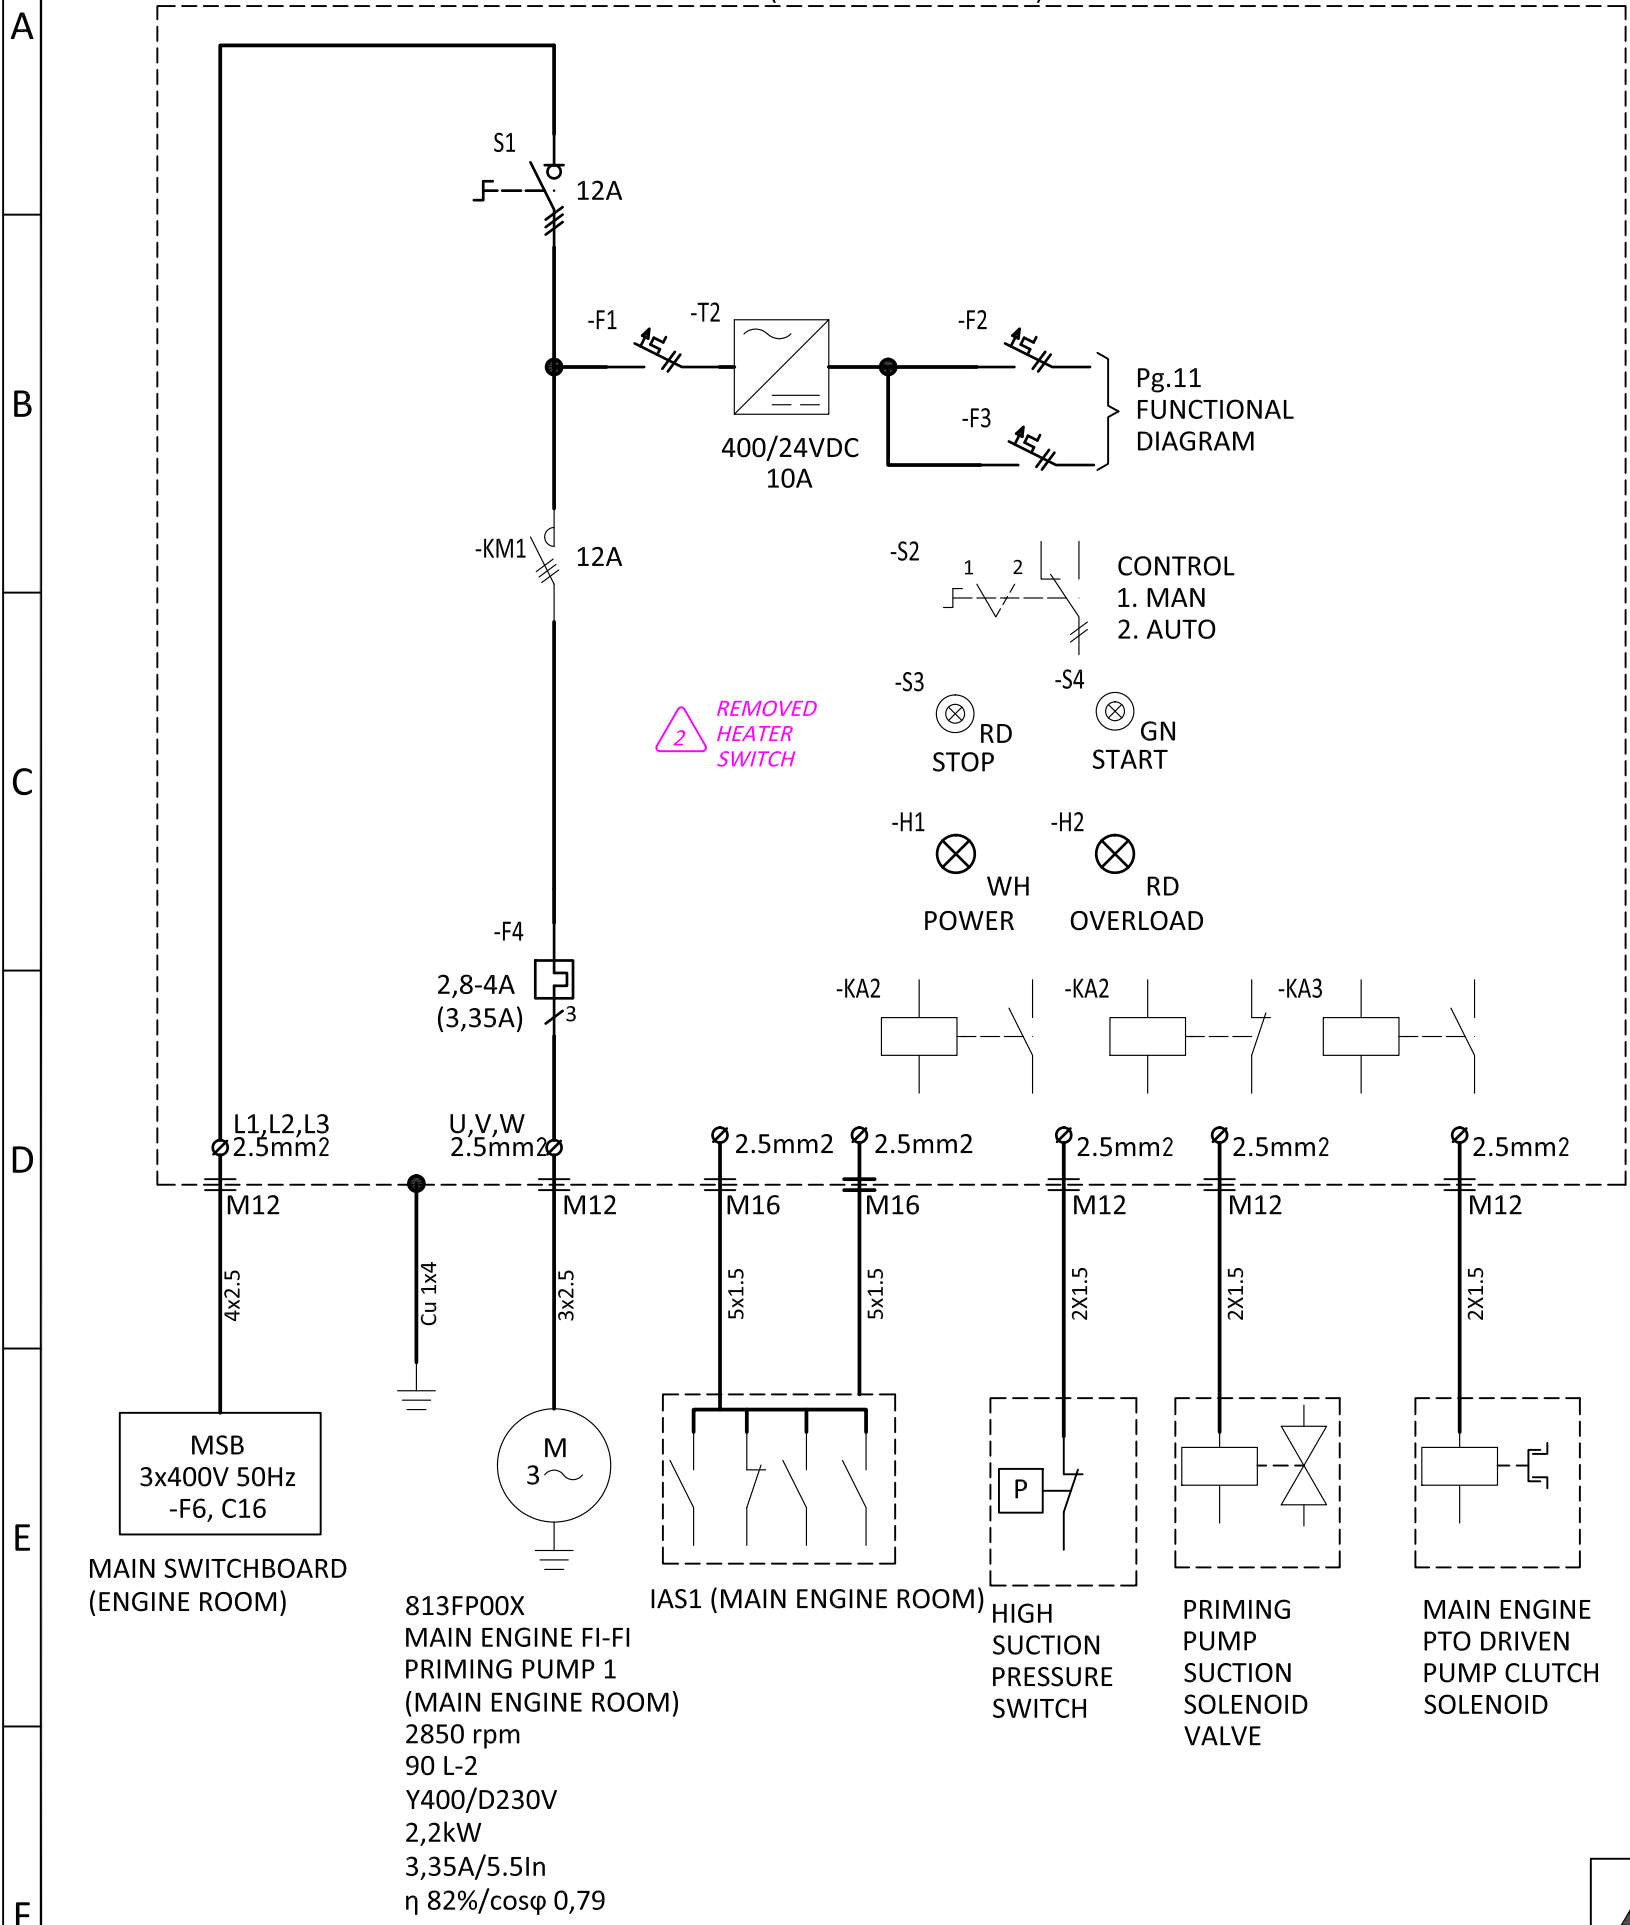 A
S1
12A
-F1
-T2
-F2
B
Pg.11
FUNCTIONAL
DIAGRAM
-F3
400/24VDC
10A
-KM1
12A
-S2
1
2
CONTROL
1. MAN
2. AUTO
-S3
-S4
RD
GN
STOP
START
2
REMOVED
HEATER
SWITCH
C
-H1
-H2
WH
RD
POWER
OVERLOAD
-F4
2,8-4A
(3,35A)
3
-KA2
-KA2
-KA3
L1,L2,L3
2.5mm2
U,V,W
2.5mm2
2.5mm2
2.5mm2
2.5mm2
2.5mm2
2.5mm2
D
M12
M12
M16
M16
M12
M12
M12
4x2.5
Cu 1x4
3x2.5
5x1.5
5x1.5
2X1.5
2X1.5
2X1.5
MSB
3x400V 50Hz
-F6, C16
M
3
P
E
MAIN SWITCHBOARD
(ENGINE ROOM)
813FP00X
MAIN ENGINE FI-FI
PRIMING PUMP 1
(MAIN ENGINE ROOM)
2850 rpm
90 L-2
Y400/D230V
2,2kW
3,35A/5.5In
η 82%/cosφ 0,79
IAS1 (MAIN ENGINE ROOM)
HIGH
SUCTION
PRESSURE
SWITCH
PRIMING
PUMP
SUCTION
SOLENOID
VALVE
MAIN ENGINE
PTO DRIVEN
PUMP CLUTCH
SOLENOID
F